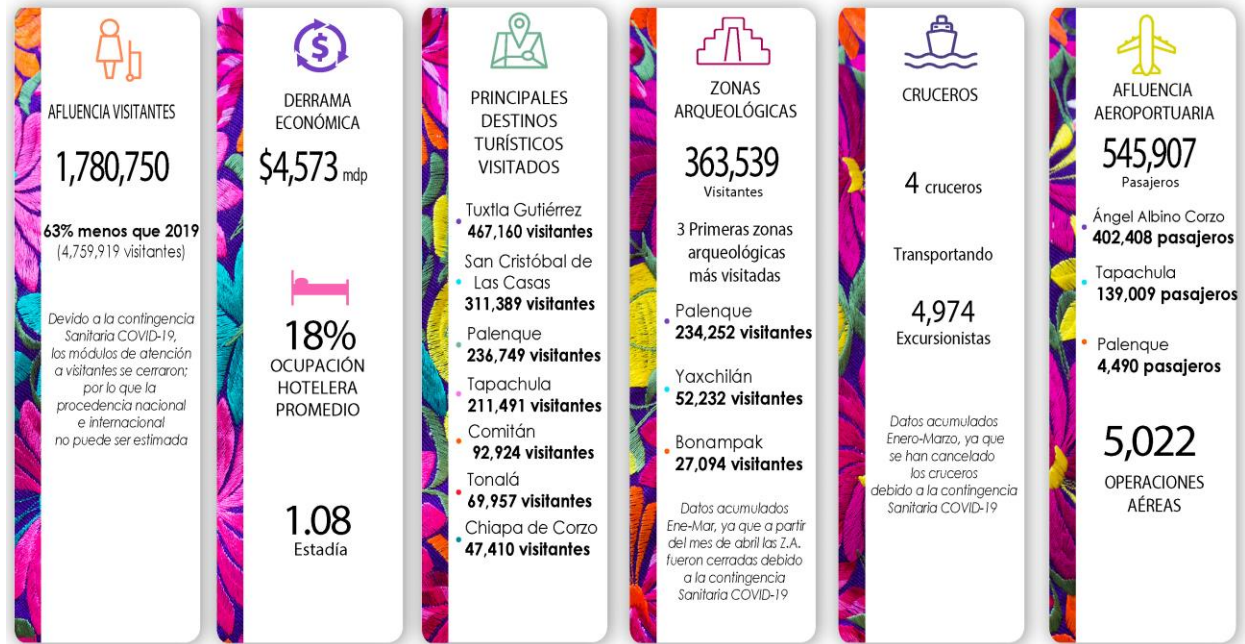 AFLUENCIA VISITANTES
1,780,750
63% menos que 2019
(4,759,919 visitantes)
Devido a la contingencia
Sanitaria COVID-19,
los módulos de atención
a visitantes se cerraron;
por lo que la
procedencia nacional
e internacional
no puede ser estimada
$
DERRAMA
ECONÓMICA
$4,573 mdp
18%
OCUPACIÓN
HOTELERA
PROMEDIO
1.08
Estadía
PRINCIPALES
DESTINOS
TURÍSTICOS
VISITADOS
Tuxtla Gutiérrez
467,160 visitantes
San Cristóbal de
Las Casas
311,389 visitantes
Palenque
236,749 visitantes
Tapachula
211,491 visitantes
Comitán
92,924 visitantes
Tonalá
69,957 visitantes
Chiapa de Corzo
47,410 visitantes
ZONAS
ARQUEOLÓGICAS
363,539
Visitantes
3 Primeras zonas
arqueológicas
más visitadas
Palenque
234,252 visitantes
Yaxchilán
52,232 visitantes
Bonampak
27,094 visitantes
Datos acumulados
Ene-Mar, ya que a partir
del mes de abril las Z.A.
fueron cerradas debido
a la contingencia
Sanitaria COVID-19
CRUCEROS
4 cruceros
Transportando
4,974
Excursionistas
Datos acumulados
Enero-Marzo, ya que
se han cancelado
los cruceros
debido a la contingencia
Sanitaria COVID-19
AFLUENCIA
AEROPORTUARIA
545,907
Pasajeros
Ángel Albino Corzo
402,408 pasajeros
Tapachula
139,009 pasajeros
Palenque
4,490 pasajeros
5,022
OPERACIONES
AÉREAS